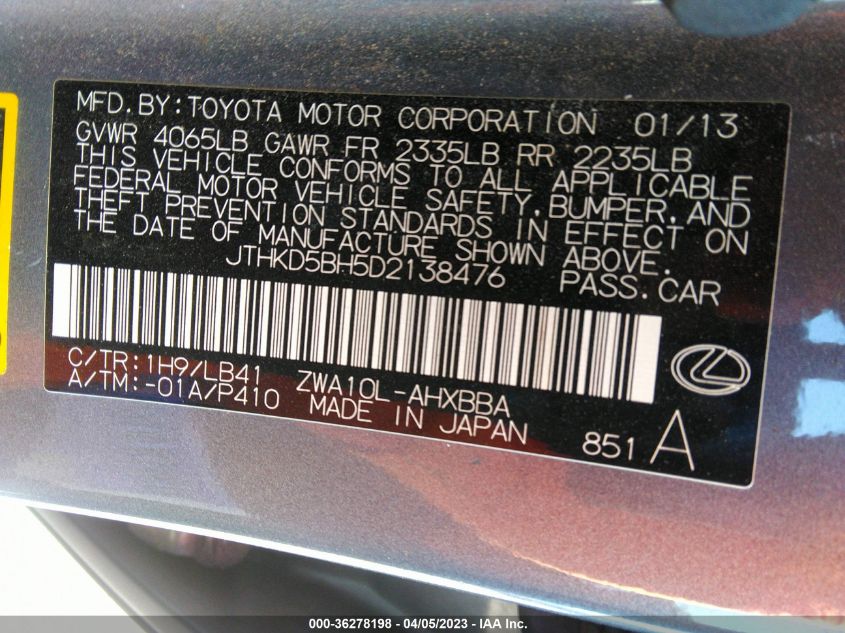 MFD.BY:TOYOTA MOTOR CORPORATION 01/13
GVWR 4065LB GAWR FR 2335LB RR 2235LB
THIS VEHICLE CONFORMS TO ALL APPLICABLE
FEDERAL MOTOR VEHICLE SAFETY,BUMPER,AND
THEFT PREVENTION STANDARDS IN EFFECT ON
THE DATE OF MANUFACTURE SHOWN ABOVE.
JTHKD5BH5D2138476 PASS.CAR
C/TR:1H9/LB41 ZWA10L-AHXBBA
A/TM:-01A/P410 MADE IN JAPAN
851 A
000-36278198 - 04/05/2023 - IAA Inc.